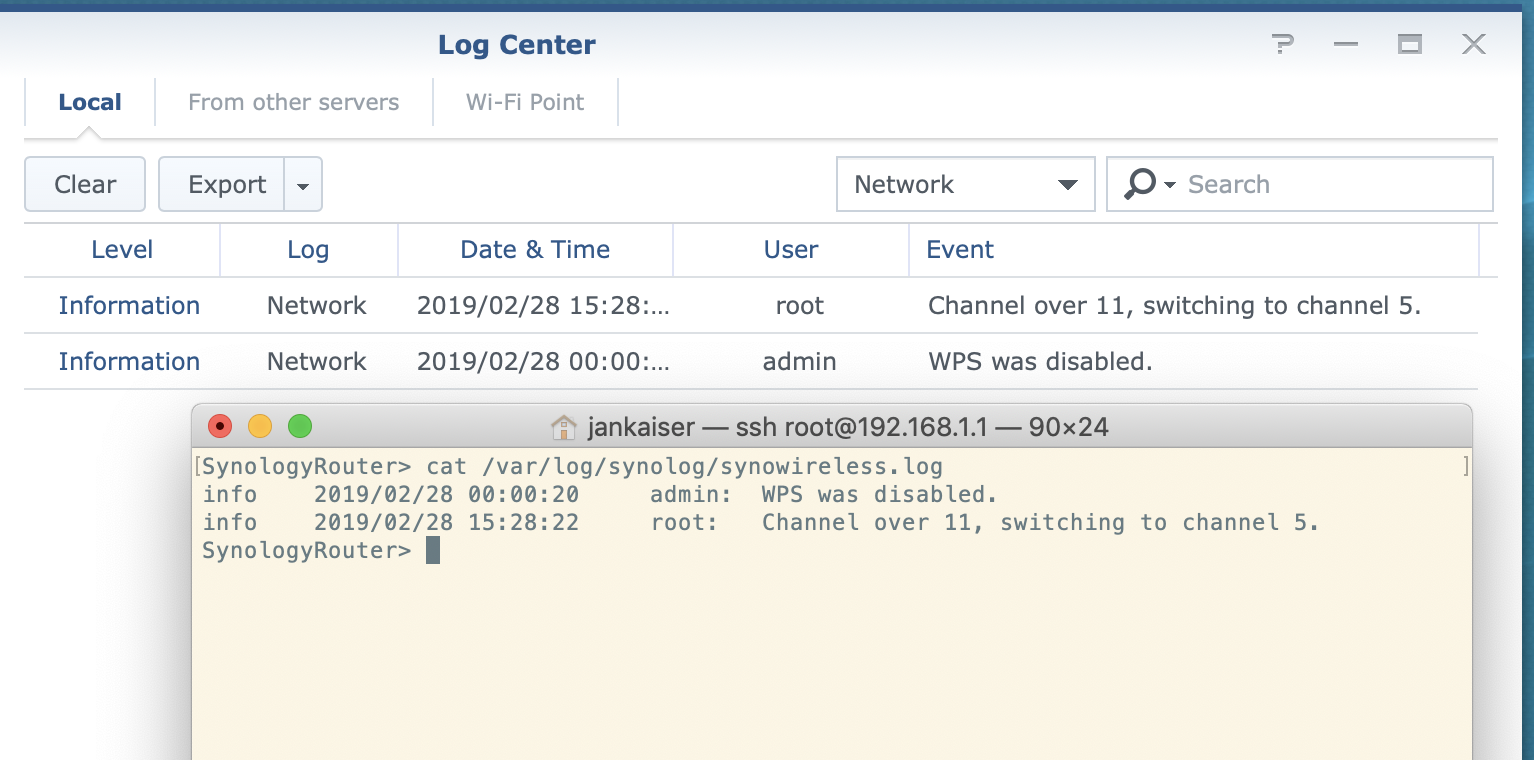 Log Center
Local From other servers Wi-Fi Point
Clear Export Network Search
Level Log Date & Time User Event
Information Network 2019/02/28 15:28:... root Channel over 11, switching to channel 5.
Information Network 2019/02/28 00:00:... admin WPS was disabled.
jankaiser — ssh root@192.168.1.1 — 90×24
[SynologyRouter> cat /var/log/synolog/synowireless.log ]
info 2019/02/28 00:00:20 admin: WPS was disabled.
info 2019/02/28 15:28:22 root: Channel over 11, switching to channel 5.
SynologyRouter>